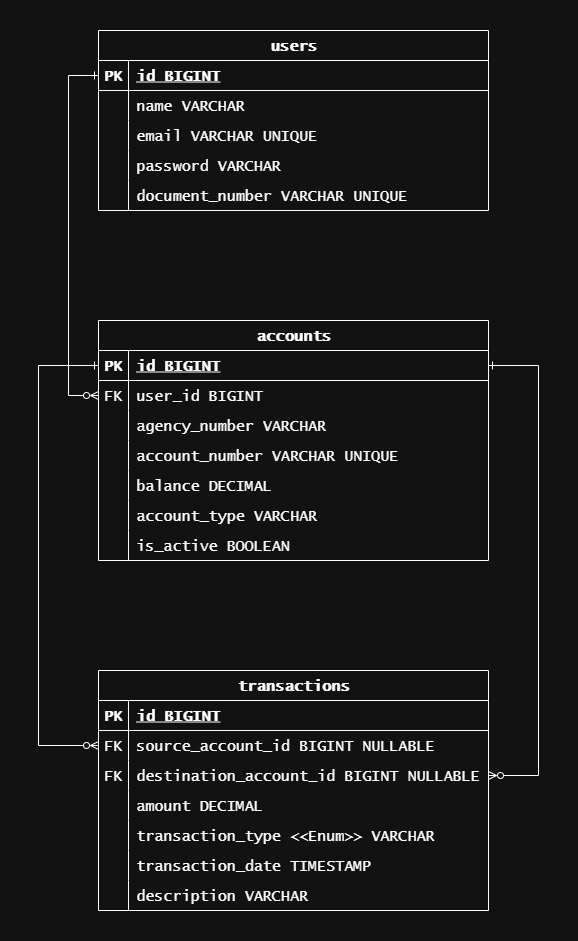 users
PK id BIGINT
name VARCHAR
email VARCHAR UNIQUE
password VARCHAR
document_number VARCHAR UNIQUE
accounts
PK id BIGINT
FK user_id BIGINT
agency_number VARCHAR
account_number VARCHAR UNIQUE
balance DECIMAL
account_type VARCHAR
is_active BOOLEAN
transactions
PK id BIGINT
FK source_account_id BIGINT NULLABLE
FK destination_account_id BIGINT NULLABLE
amount DECIMAL
transaction_type <<Enum>> VARCHAR
transaction_date TIMESTAMP
description VARCHAR